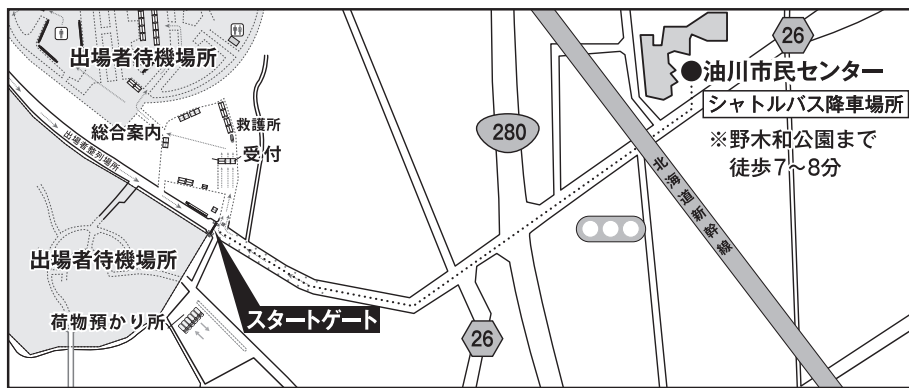 出場者待機場所
総合案内
救護所
受付
出場者整列場所
出場者待機場所
荷物預かり所
スタートゲート
280
26
26
北海道新幹線
●油川市民センター
シャトルバス降車場所
※野木和公園まで
徒歩7～8分